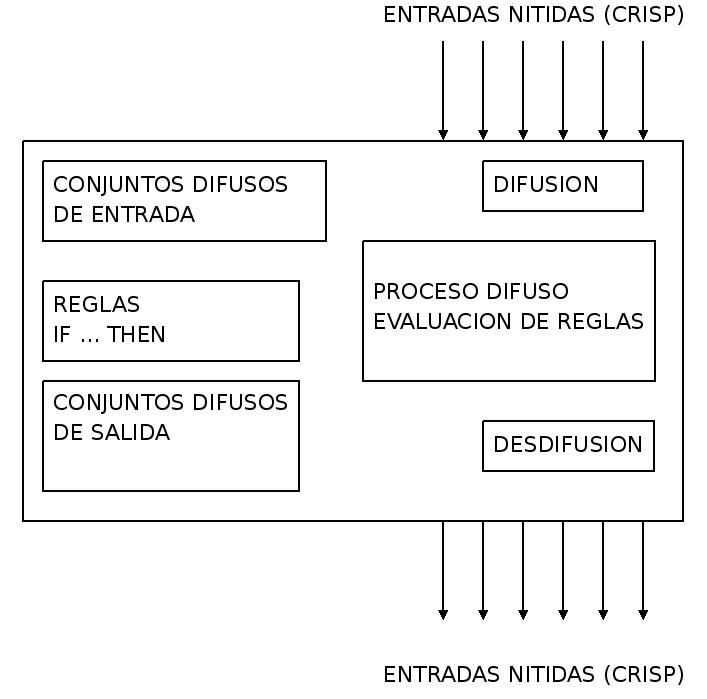 ENTRADAS NITIDAS (CRISP)
CONJUNTOS DIFUSOS
DE ENTRADA
DIFUSION
REGLAS
IF ... THEN
PROCESO DIFUSO
EVALUACION DE REGLAS
CONJUNTOS DIFUSOS
DE SALIDA
DESDIFUSION
ENTRADAS NITIDAS (CRISP)